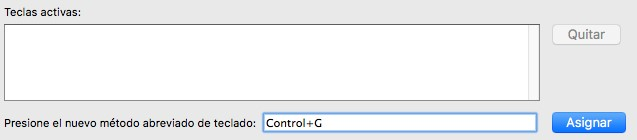 Teclas activas:
Quitar
Presione el nuevo método abreviado de teclado: Control+G Asignar